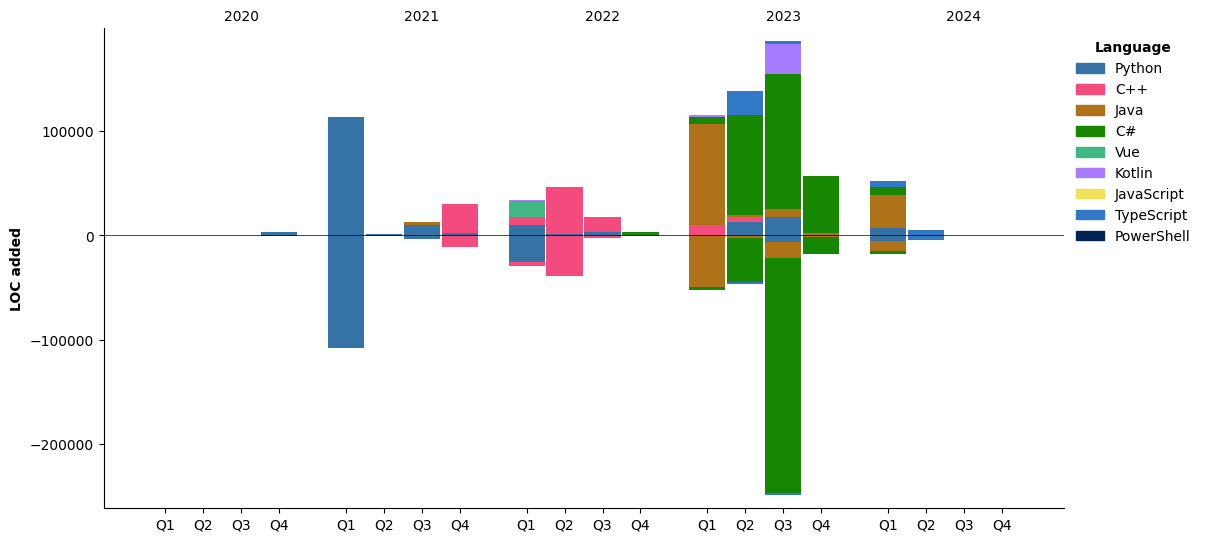 2020 2021 2022 2023 2024
Language
Python
C++
Java
C#
Vue
Kotlin
JavaScript
TypeScript
PowerShell
LOC added
100000
0
−100000
−200000
Q1 Q2 Q3 Q4 Q1 Q2 Q3 Q4 Q1 Q2 Q3 Q4 Q1 Q2 Q3 Q4 Q1 Q2 Q3 Q4